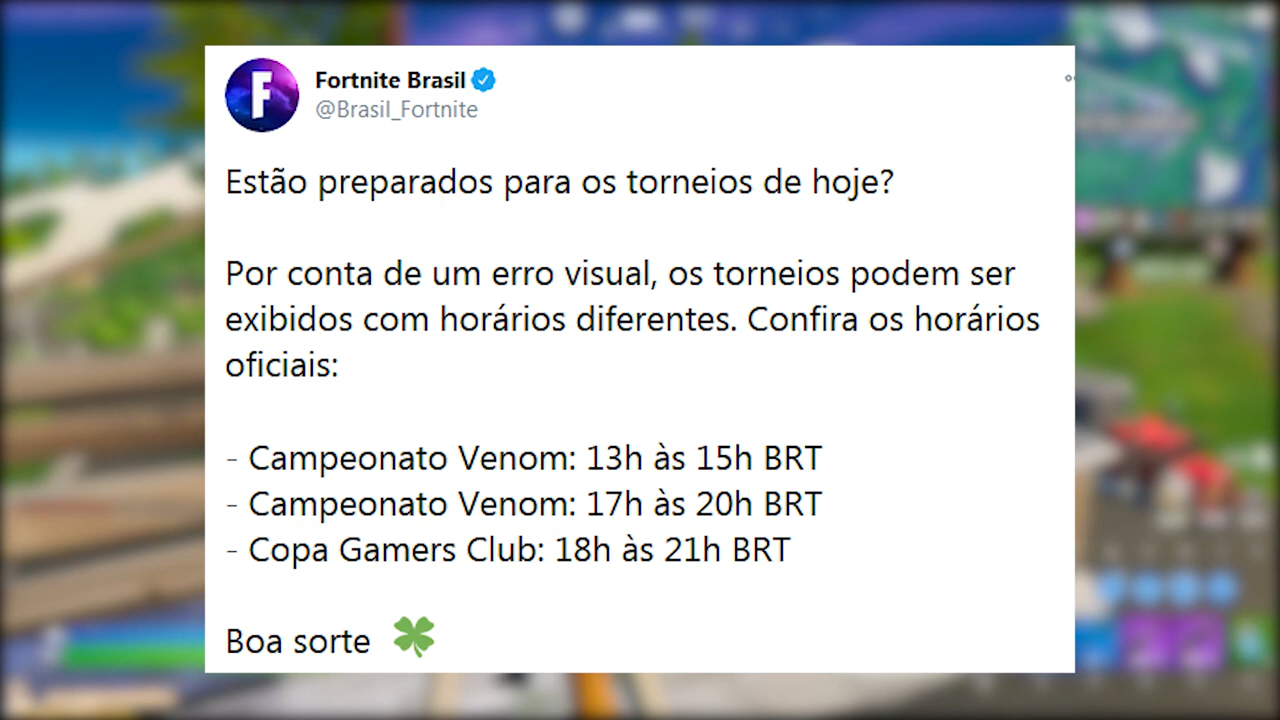 Fortnite Brasil
@Brasil_Fortnite
Estão preparados para os torneios de hoje?
Por conta de um erro visual, os torneios podem ser
exibidos com horários diferentes. Confira os horários
oficiais:
- Campeonato Venom: 13h às 15h BRT
- Campeonato Venom: 17h às 20h BRT
- Copa Gamers Club: 18h às 21h BRT
Boa sorte 🍀